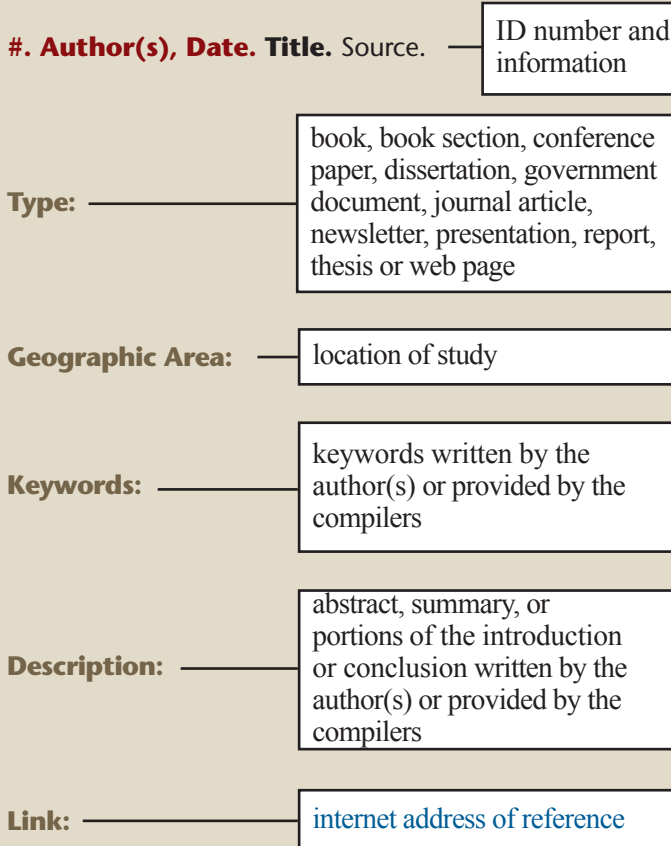 #. Author(s), Date. Title. Source.
ID number and
information
Type:
book, book section, conference
paper, dissertation, government
document, journal article,
newsletter, presentation, report,
thesis or web page
Geographic Area:
location of study
Keywords:
keywords written by the
author(s) or provided by the
compilers
Description:
abstract, summary, or
portions of the introduction
or conclusion written by the
author(s) or provided by the
compilers
Link:
internet address of reference